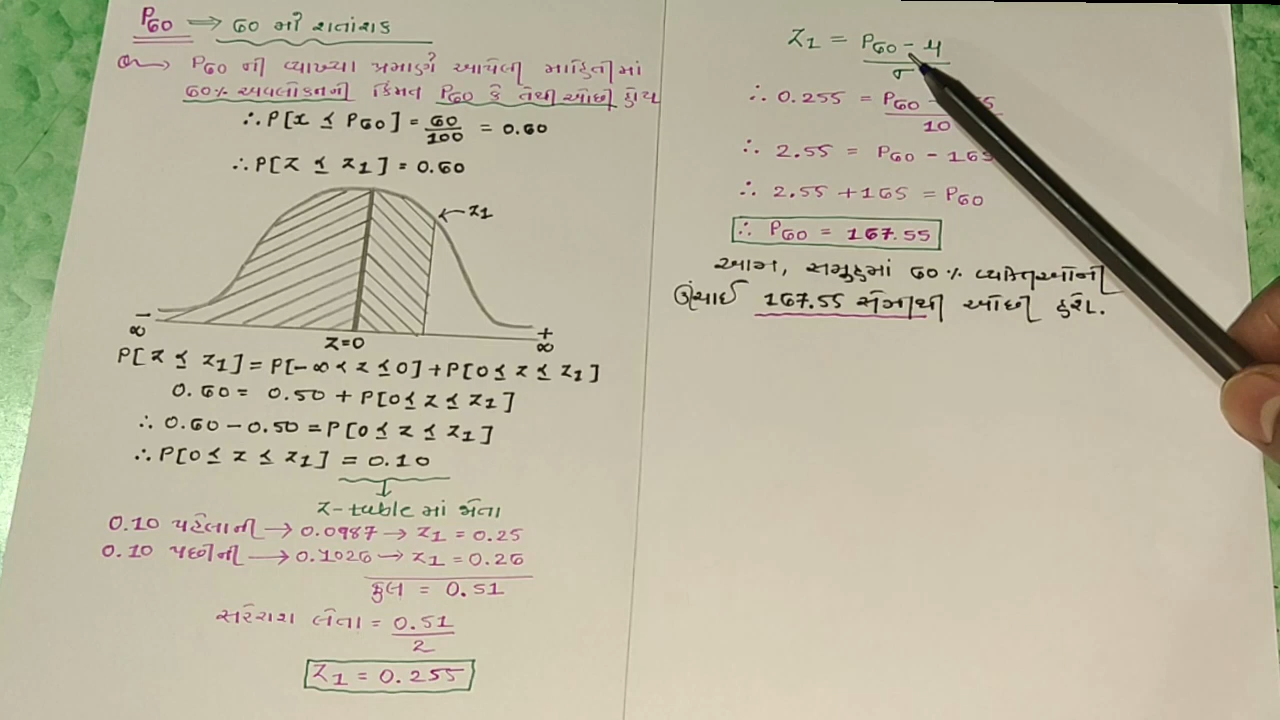 P60 ⟹ 60 મો શતાંશક
P60 ની વ્યાખ્યા પ્રમાણે આપેલી માહિતીમાં
60% અવલોકનની કિંમત P60 કે તેથી ઓછી હોય
∴ P[x ≤ P60] = 60/100 = 0.60
∴ P[Z ≤ Z1] = 0.60
← Z1
-∞ Z=0 +∞
P[Z ≤ Z1] = P[-∞ < Z ≤ 0] + P[0 ≤ Z ≤ Z1]
0.60 = 0.50 + P[0 ≤ Z ≤ Z1]
∴ 0.60 - 0.50 = P[0 ≤ Z ≤ Z1]
∴ P[0 ≤ Z ≤ Z1] = 0.10
Z-table માં જોતા
0.10 પહેલાની → 0.0987 → Z1 = 0.25
0.10 પછીની → 0.1026 → Z1 = 0.26
કુલ = 0.51
સરેરાશ લેતા = 0.51/2
Z1 = 0.255
Z1 = P60 - μ / σ
∴ 0.255 = P60 - / 10
∴ 2.55 = P60 - 165
∴ 2.55 + 165 = P60
∴ P60 = 167.55
આમ, સમુહમાં 60% વ્યક્તિઓની
ઉંચાઈ 167.55 સેમીથી ઓછી હશે.